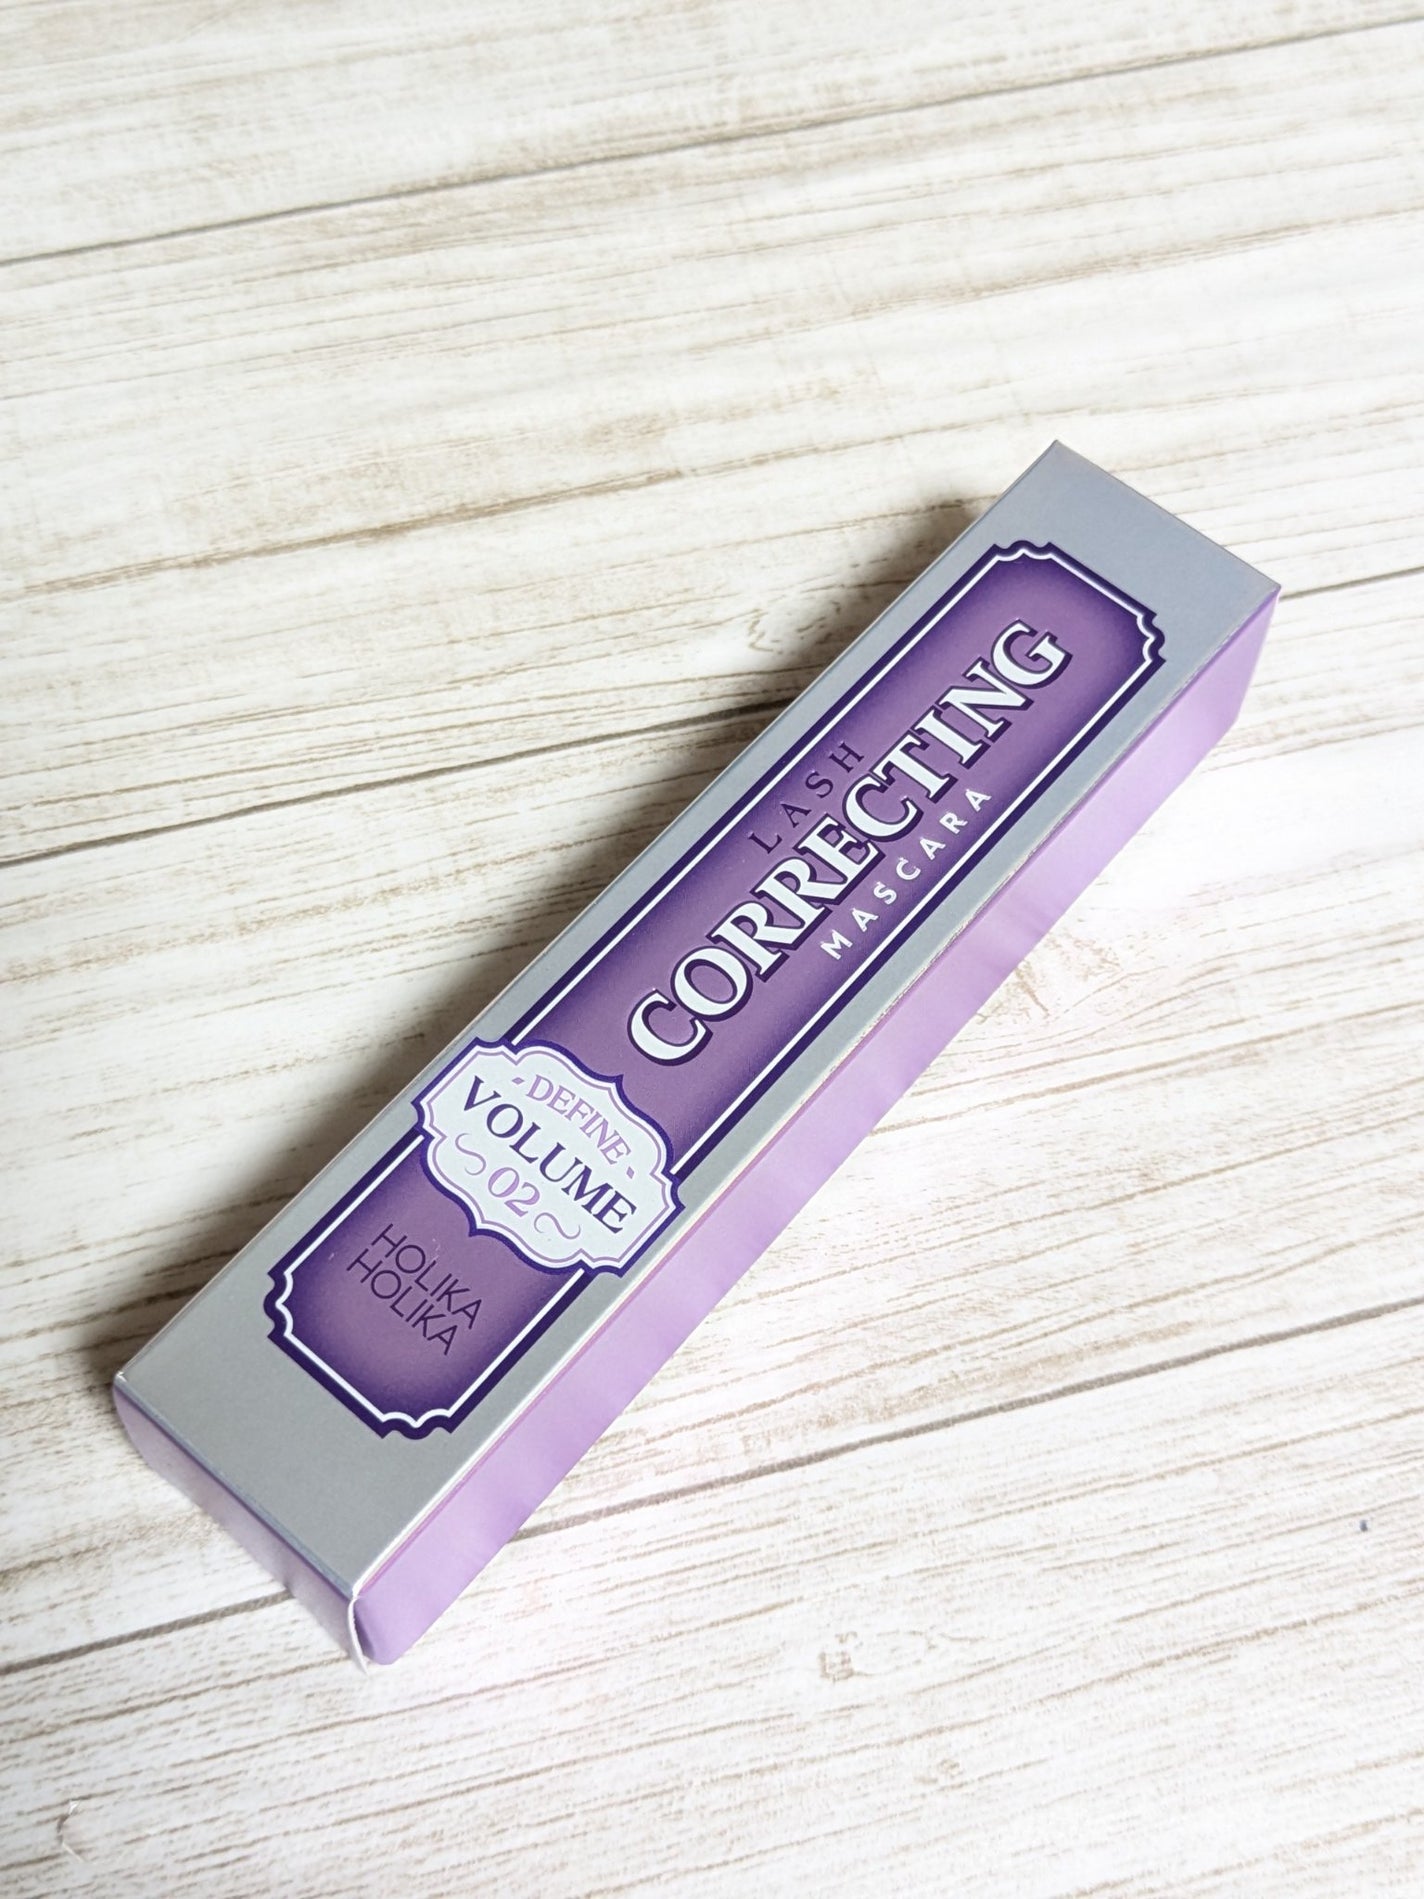 LASH
CORRECTING
MASCARA
-DEFINE-
VOLUME
02
HOLIKA
HOLIKA